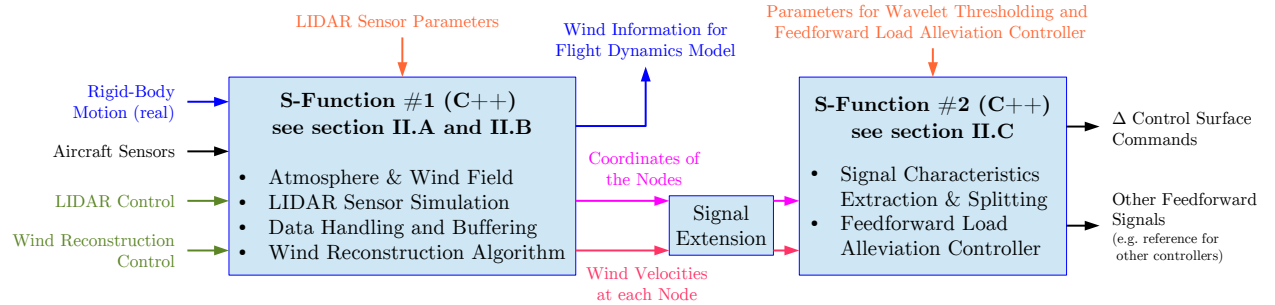 LIDAR Sensor Parameters
Wind Information for
Flight Dynamics Model
Parameters for Wavelet Thresholding and
Feedforward Load Alleviation Controller
Rigid-Body
Motion (real)
Aircraft Sensors
LIDAR Control
Wind Reconstruction
Control
S-Function #1 (C++)
see section II.A and II.B
• Atmosphere & Wind Field
• LIDAR Sensor Simulation
• Data Handling and Buffering
• Wind Reconstruction Algorithm
Coordinates of
the Nodes
Signal
Extension
Wind Velocities
at each Node
S-Function #2 (C++)
see section II.C
• Signal Characteristics
Extraction & Splitting
• Feedforward Load
Alleviation Controller
Δ Control Surface
Commands
Other Feedforward
Signals
(e.g. reference for
other controllers)